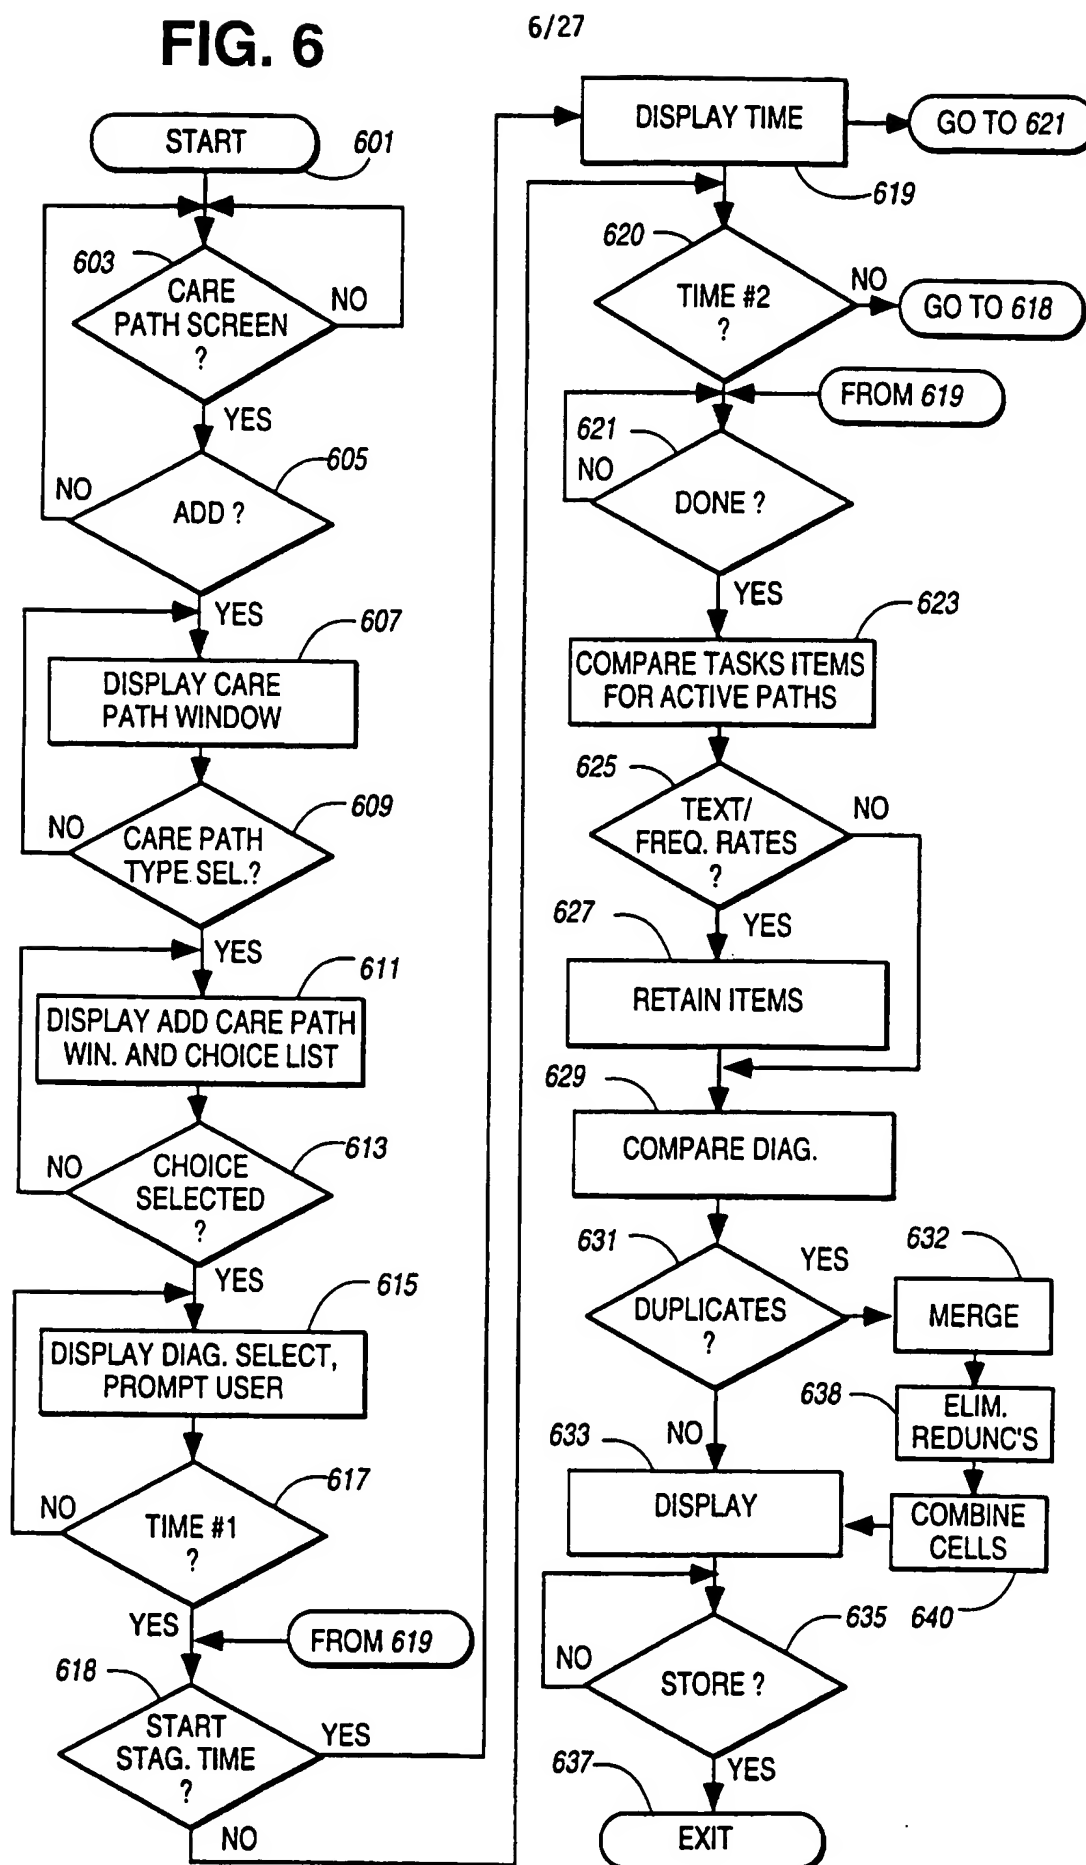 FIG. 6
6/27
START
601
603
CARE
PATH SCREEN
?
NO
YES
605
NO
ADD ?
YES
607
DISPLAY CARE
PATH WINDOW
609
NO
CARE PATH
TYPE SEL.?
YES
611
DISPLAY ADD CARE PATH
WIN. AND CHOICE LIST
613
NO
CHOICE
SELECTED
?
YES
615
DISPLAY DIAG. SELECT,
PROMPT USER
617
NO
TIME #1
?
YES
FROM 619
618
START
STAG. TIME
?
YES
NO
DISPLAY TIME
GO TO 621
619
620
TIME #2
?
NO
GO TO 618
FROM 619
621
NO
DONE ?
YES
623
COMPARE TASKS ITEMS
FOR ACTIVE PATHS
625
TEXT/
FREQ. RATES
?
NO
YES
627
RETAIN ITEMS
629
COMPARE DIAG.
631
DUPLICATES
?
YES
632
MERGE
638
ELIM.
REDUNC'S
NO
633
DISPLAY
COMBINE
CELLS
640
635
NO
STORE ?
YES
637
EXIT